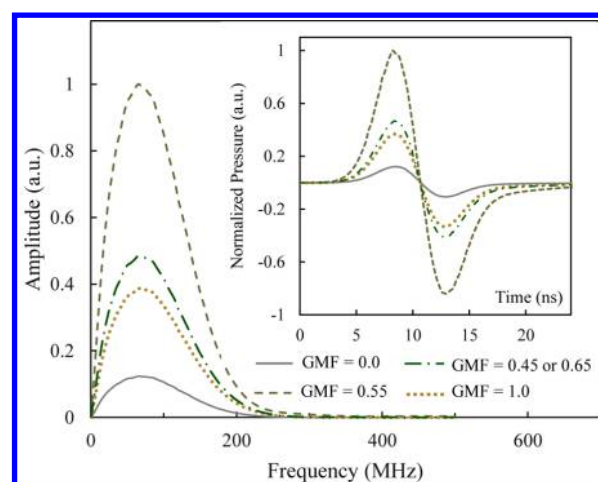 Amplitude (a.u.)
1
0.8
0.6
0.4
0.2
0
0
200
400
600
Frequency (MHz)
Normalized Pressure (a.u.)
1
0.6
0.2
-0.2
-0.6
-1
0
5
10
15
20
Time (ns)
GMF = 0.0
GMF = 0.45 or 0.65
GMF = 0.55
GMF = 1.0